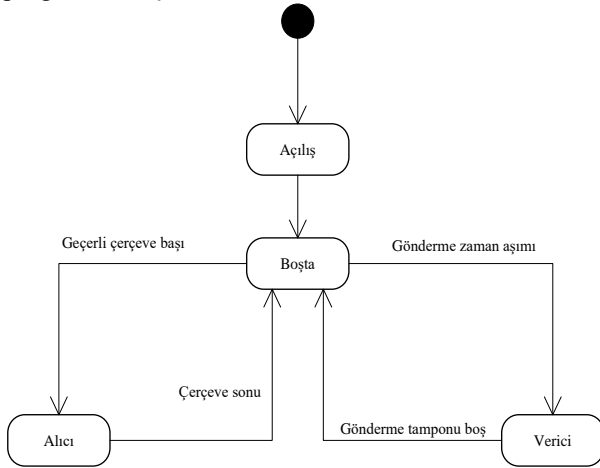 Açılış
Geçerli çerçeve başı
Gönderme zaman aşımı
Boşta
Çerçeve sonu
Gönderme tamponu boş
Alıcı
Verici